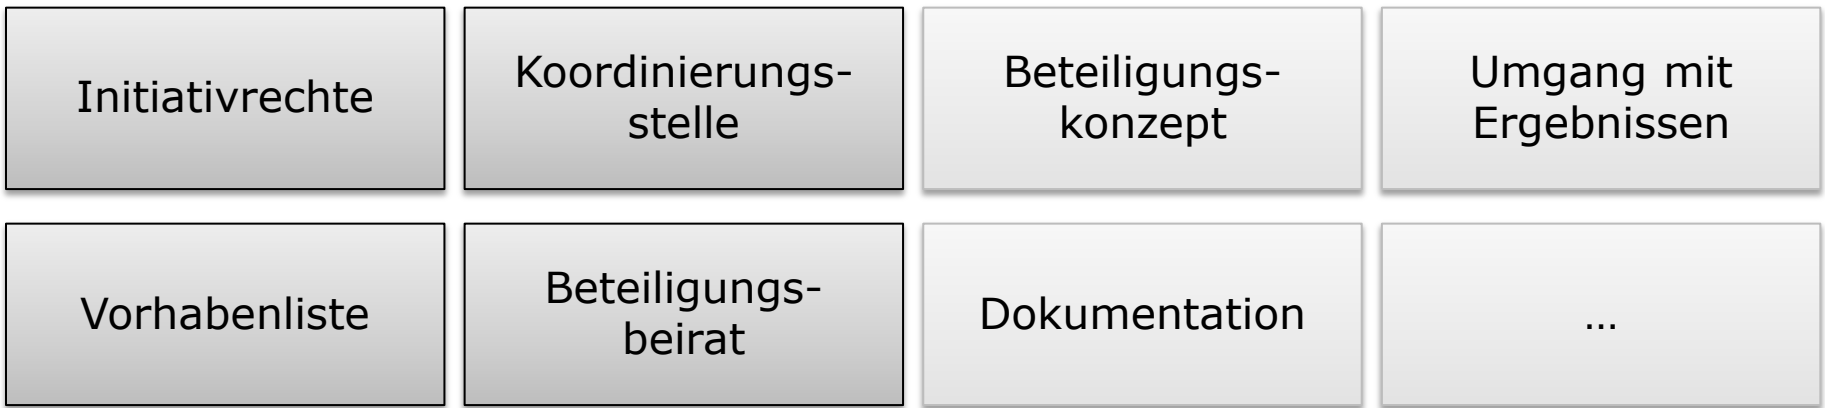 Initiativrechte
Koordinierungs-
stelle
Beteiligungs-
konzept
Umgang mit
Ergebnissen
Vorhabenliste
Beteiligungs-
beirat
Dokumentation
…